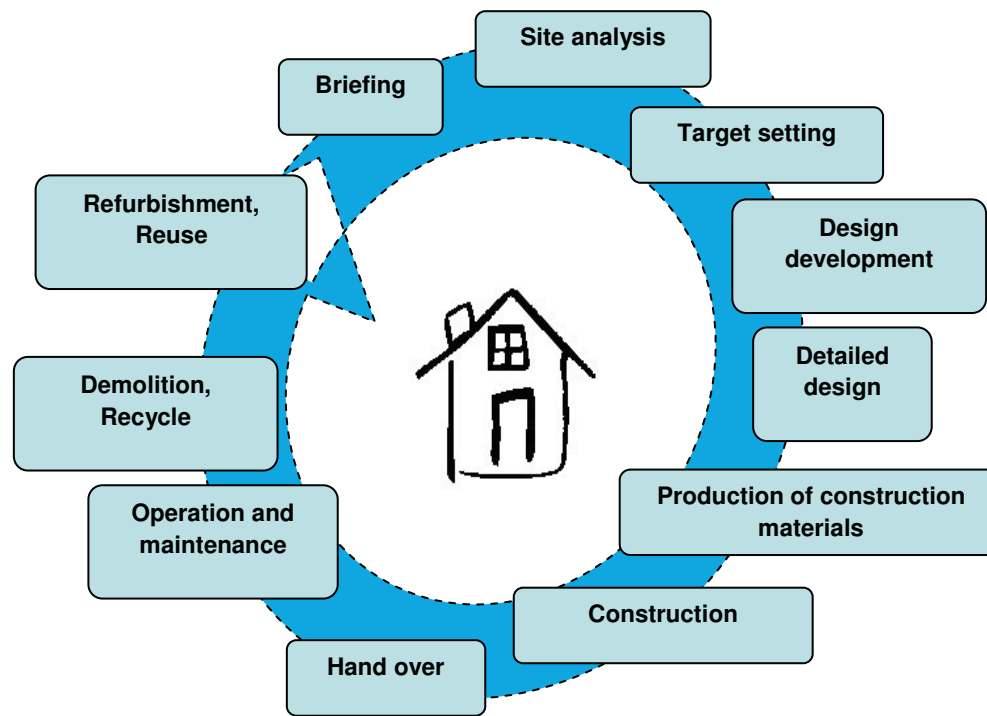 Site analysis
Briefing
Target setting
Refurbishment,
Reuse
Design
development
Detailed
design
Demolition,
Recycle
Production of construction
materials
Operation and
maintenance
Construction
Hand over